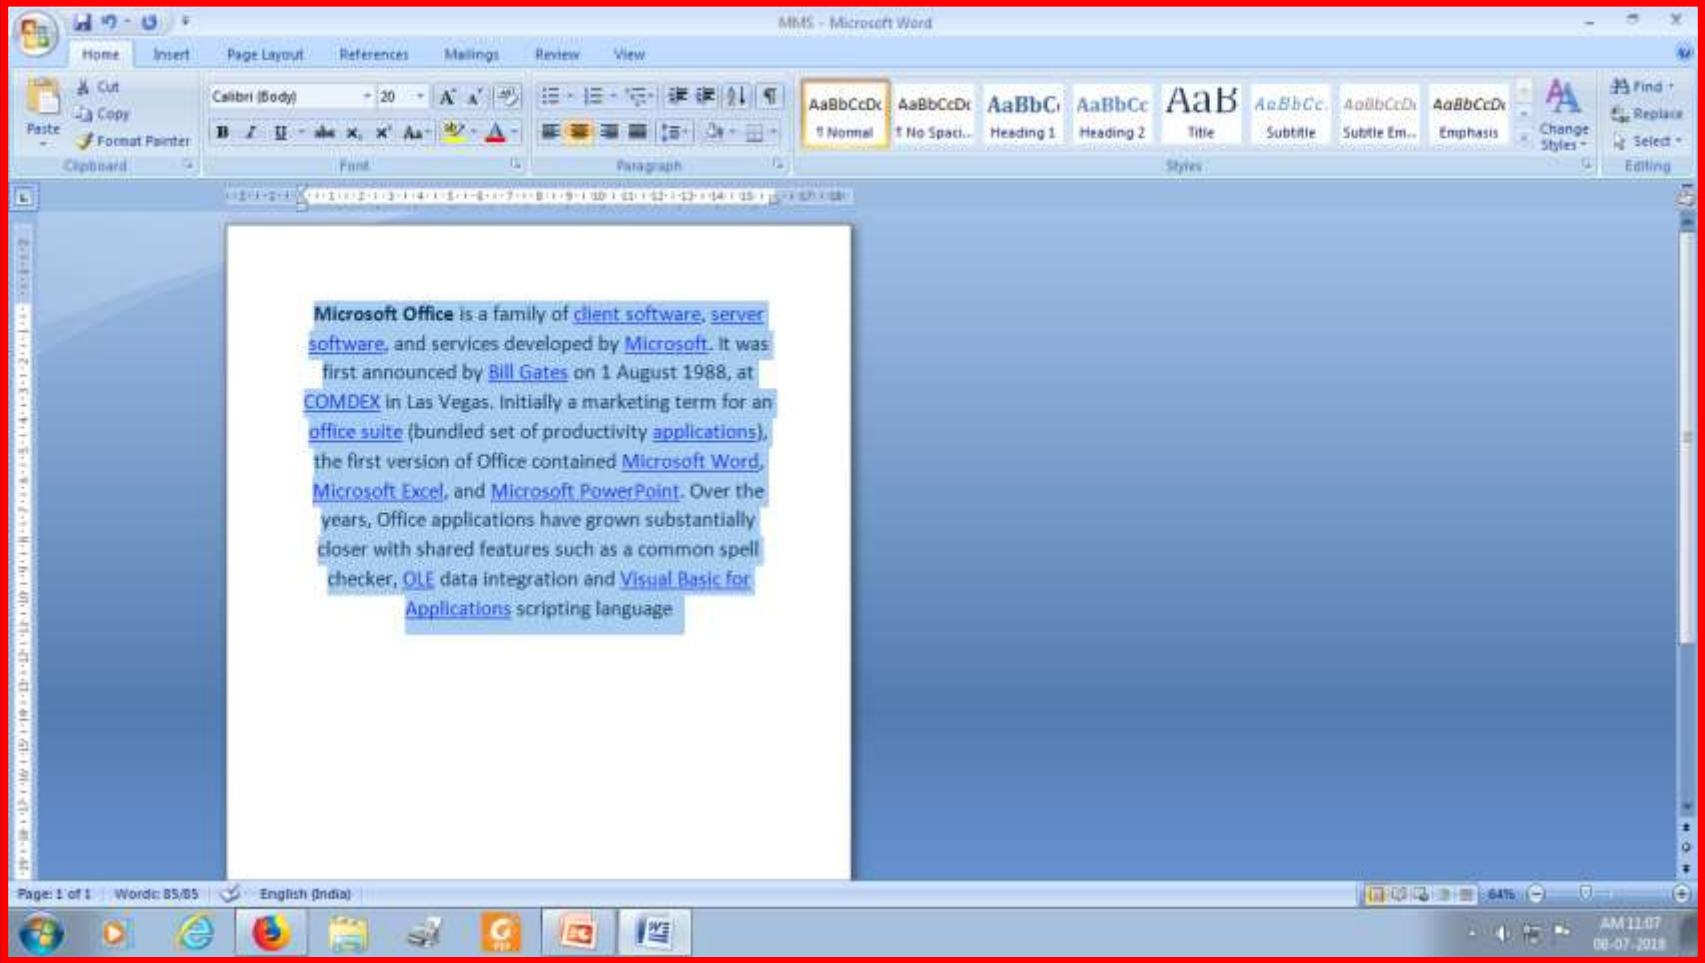 MMS - Microsoft Word
Home Insert Page Layout References Mailings Review View
Paste
Cut
Copy
Format Painter
Clipboard
Calibri (Body) 20
Font
Paragraph
AaBbCcDc AaBbCcDc AaBbC AaBbCc AaB AaBbCc. AaBbCcDi AaBbCcDi
¶ Normal ¶ No Spaci... Heading 1 Heading 2 Title Subtitle Subtle Em... Emphasis
Change Styles
Styles
Find
Replace
Select
Editing
Microsoft Office is a family of client software, server
software, and services developed by Microsoft. It was
first announced by Bill Gates on 1 August 1988, at
COMDEX in Las Vegas. Initially a marketing term for an
office suite (bundled set of productivity applications),
the first version of Office contained Microsoft Word,
Microsoft Excel, and Microsoft PowerPoint. Over the
years, Office applications have grown substantially
closer with shared features such as a common spell
checker, OLE data integration and Visual Basic for
Applications scripting language
Page: 1 of 1 Words: 85/85 English (India) 64%
AM 11:07
08-07-2018